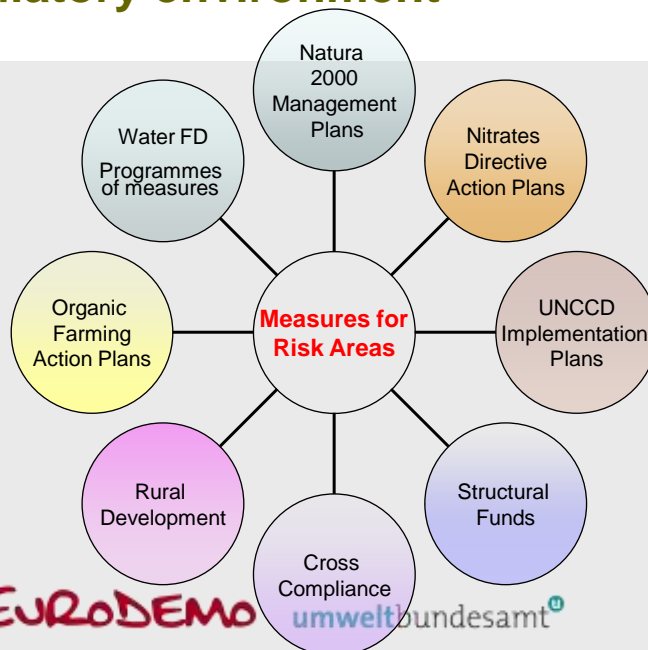 Natura
2000
Management
Plans
Water FD
Programmes
of measures
Nitrates
Directive
Action Plans
Organic
Farming
Action Plans
Measures for
Risk Areas
UNCCD
Implementation
Plans
Rural
Development
Structural
Funds
Cross
Compliance
EURODEMO
umweltbundesamt